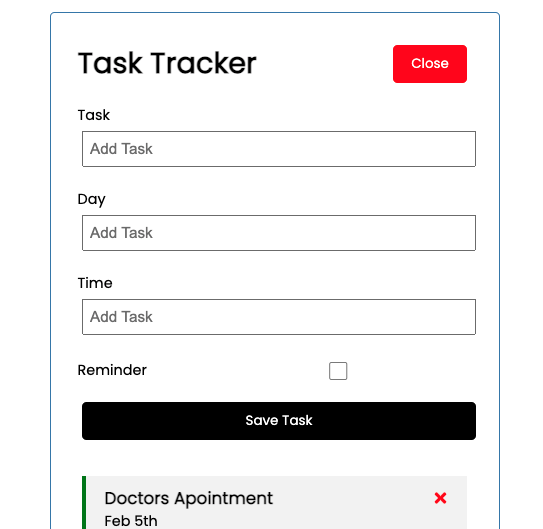 Task Tracker
Close
Task
Add Task
Day
Add Task
Time
Add Task
Reminder
Save Task
Doctors Apointment
Feb 5th